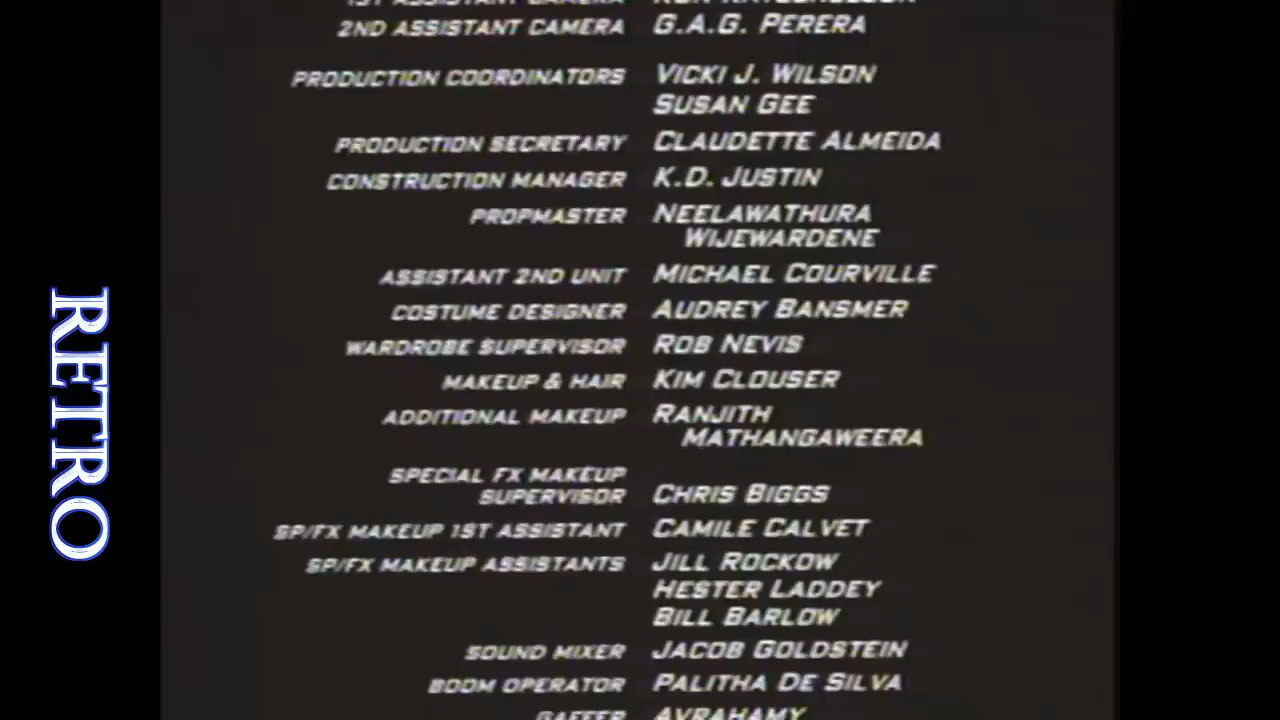 2ND ASSISTANT CAMERA G.A.G. PERERA
PRODUCTION COORDINATORS VICKI J. WILSON
SUSAN GEE
PRODUCTION SECRETARY CLAUDETTE ALMEIDA
CONSTRUCTION MANAGER K.D. JUSTIN
PROPMASTER NEELAWATHURA
WIJEWARDENE
ASSISTANT 2ND UNIT MICHAEL COURVILLE
COSTUME DESIGNER AUDREY BANSMER
WARDROBE SUPERVISOR ROB NEVIS
MAKEUP & HAIR KIM CLOUSER
ADDITIONAL MAKEUP RANJITH
MATHANGAWEERA
SPECIAL FX MAKEUP
SUPERVISOR CHRIS BIGGS
SP/FX MAKEUP 1ST ASSISTANT CAMILE CALVET
SP/FX MAKEUP ASSISTANTS JILL ROCKOW
HESTER LADDEY
BILL BARLOW
SOUND MIXER JACOB GOLDSTEIN
BOOM OPERATOR PALITHA DE SILVA
GAFFER AVRAHAMY
RETRO